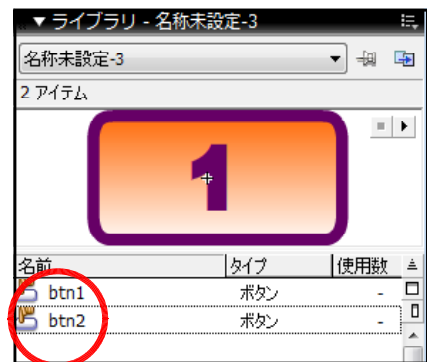 ▼ ライブラリ - 名称未設定-3
名称未設定-3
2 アイテム
1
名前 タイプ 使用数
btn1 ボタン -
btn2 ボタン -